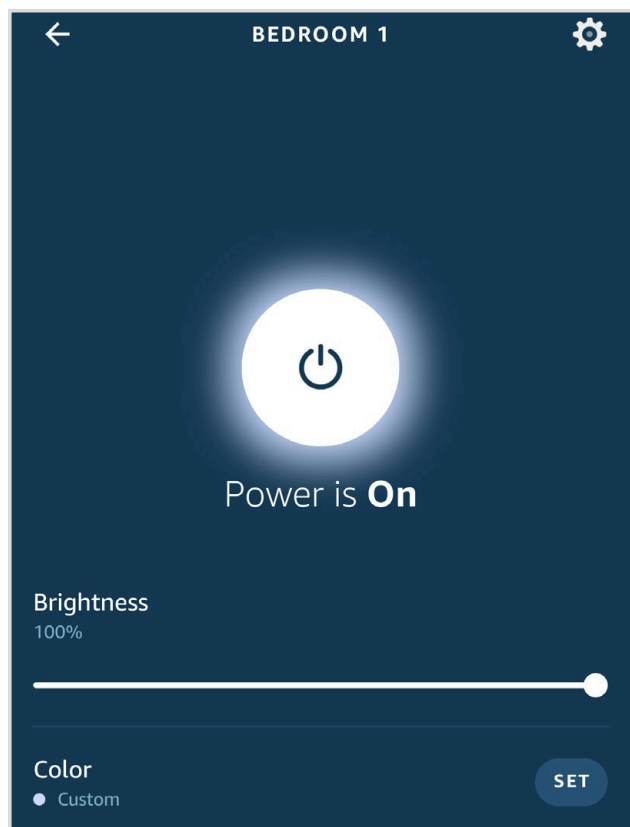 BEDROOM 1
Power is On
Brightness
100%
Color
SET
Custom